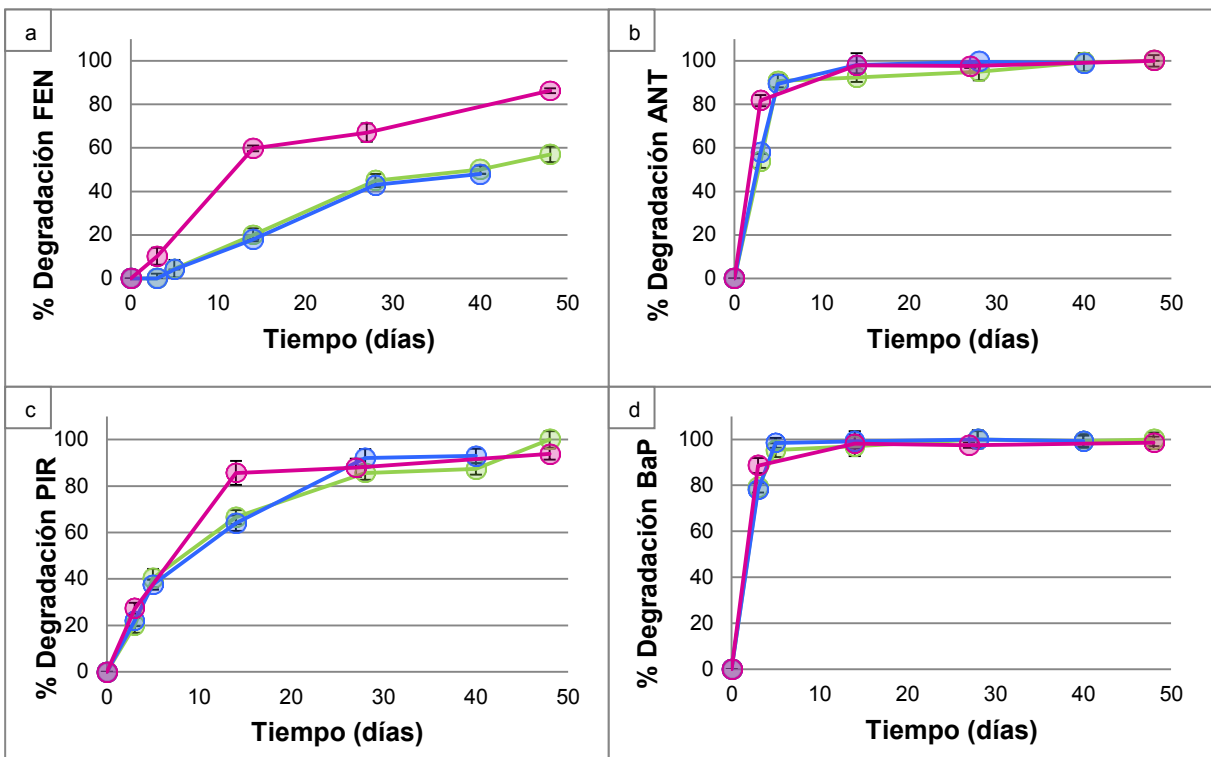 a
% Degradación FEN
100
80
60
40
20
0
0 10 20 30 40 50
Tiempo (días)
b
% Degradación ANT
100
80
60
40
20
0
0 10 20 30 40 50
Tiempo (días)
c
% Degradación PIR
100
80
60
40
20
0
0 10 20 30 40 50
Tiempo (días)
d
% Degradación BaP
100
80
60
40
20
0
0 10 20 30 40 50
Tiempo (días)